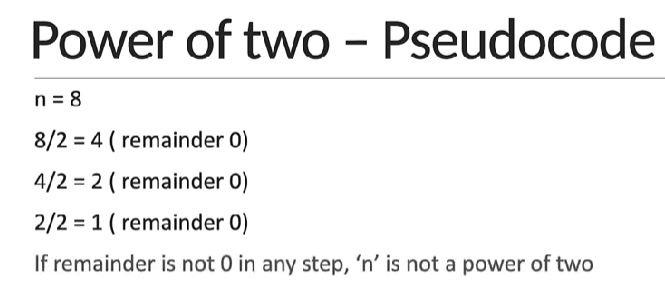 Power of two – Pseudocode
n = 8
8/2 = 4 ( remainder 0)
4/2 = 2 ( remainder 0)
2/2 = 1 ( remainder 0)
If remainder is not 0 in any step, ‘n’ is not a power of two